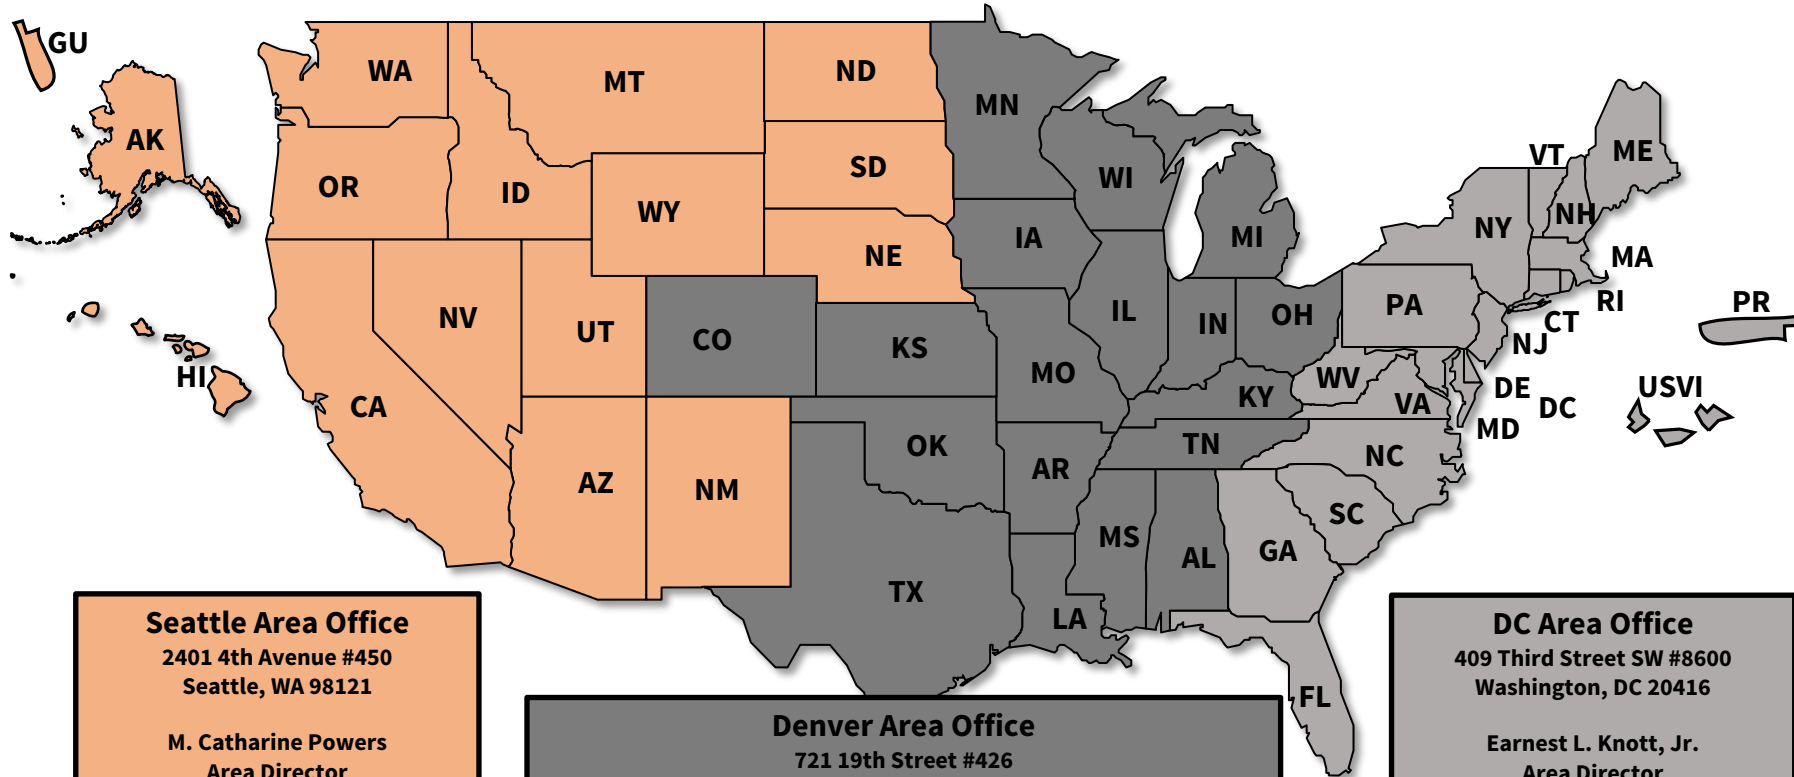 GU
WA
MT
ND
MN
AK
VT
ME
OR
ID
SD
WI
WY
NH
NY
IA
MI
NE
MA
RI
PR
NV
UT
CO
KS
IL
IN
OH
PA
CT
NJ
HI
CA
MO
WV
KY
VA
DE
DC
USVI
MD
AZ
NM
OK
AR
TN
NC
SC
MS
AL
GA
TX
LA
FL
Seattle Area Office
2401 4th Avenue #450
Seattle, WA 98121
M. Catharine Powers
Area Director
Denver Area Office
721 19th Street #426
DC Area Office
409 Third Street SW #8600
Washington, DC 20416
Earnest L. Knott, Jr.
Area Director